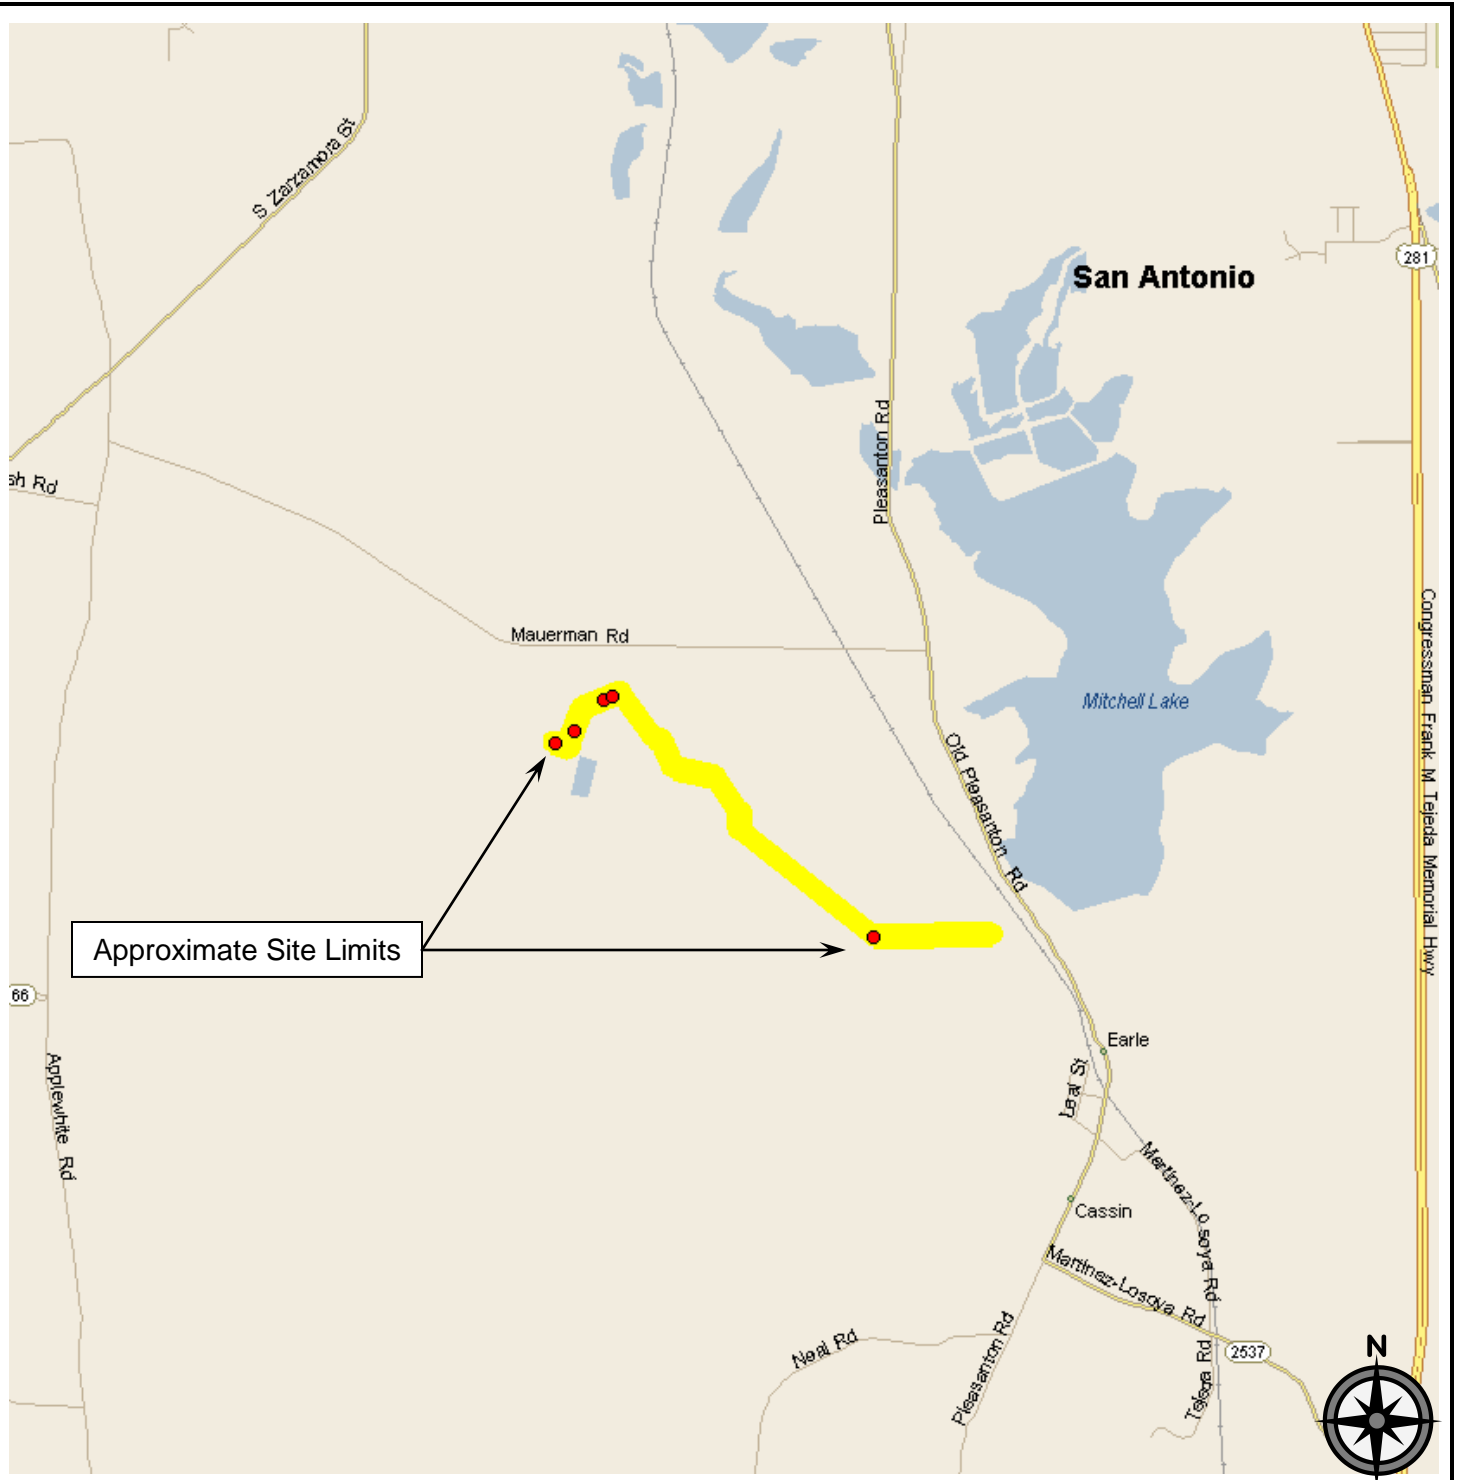 S Zarzamora St
San Antonio
281
Pleasanton Rd
sh Rd
Mauerman Rd
Mitchell Lake
Congressman Frank M Tejeda Memorial Hwy
Old Pleasanton Rd
Approximate Site Limits
66
Earle
Applewhite Rd
Leal St
Martinez-Losoya Rd
Cassin
Martinez-Losoya Rd
Neal Rd
Pleasanton Rd
Tejeda Rd
2537
N